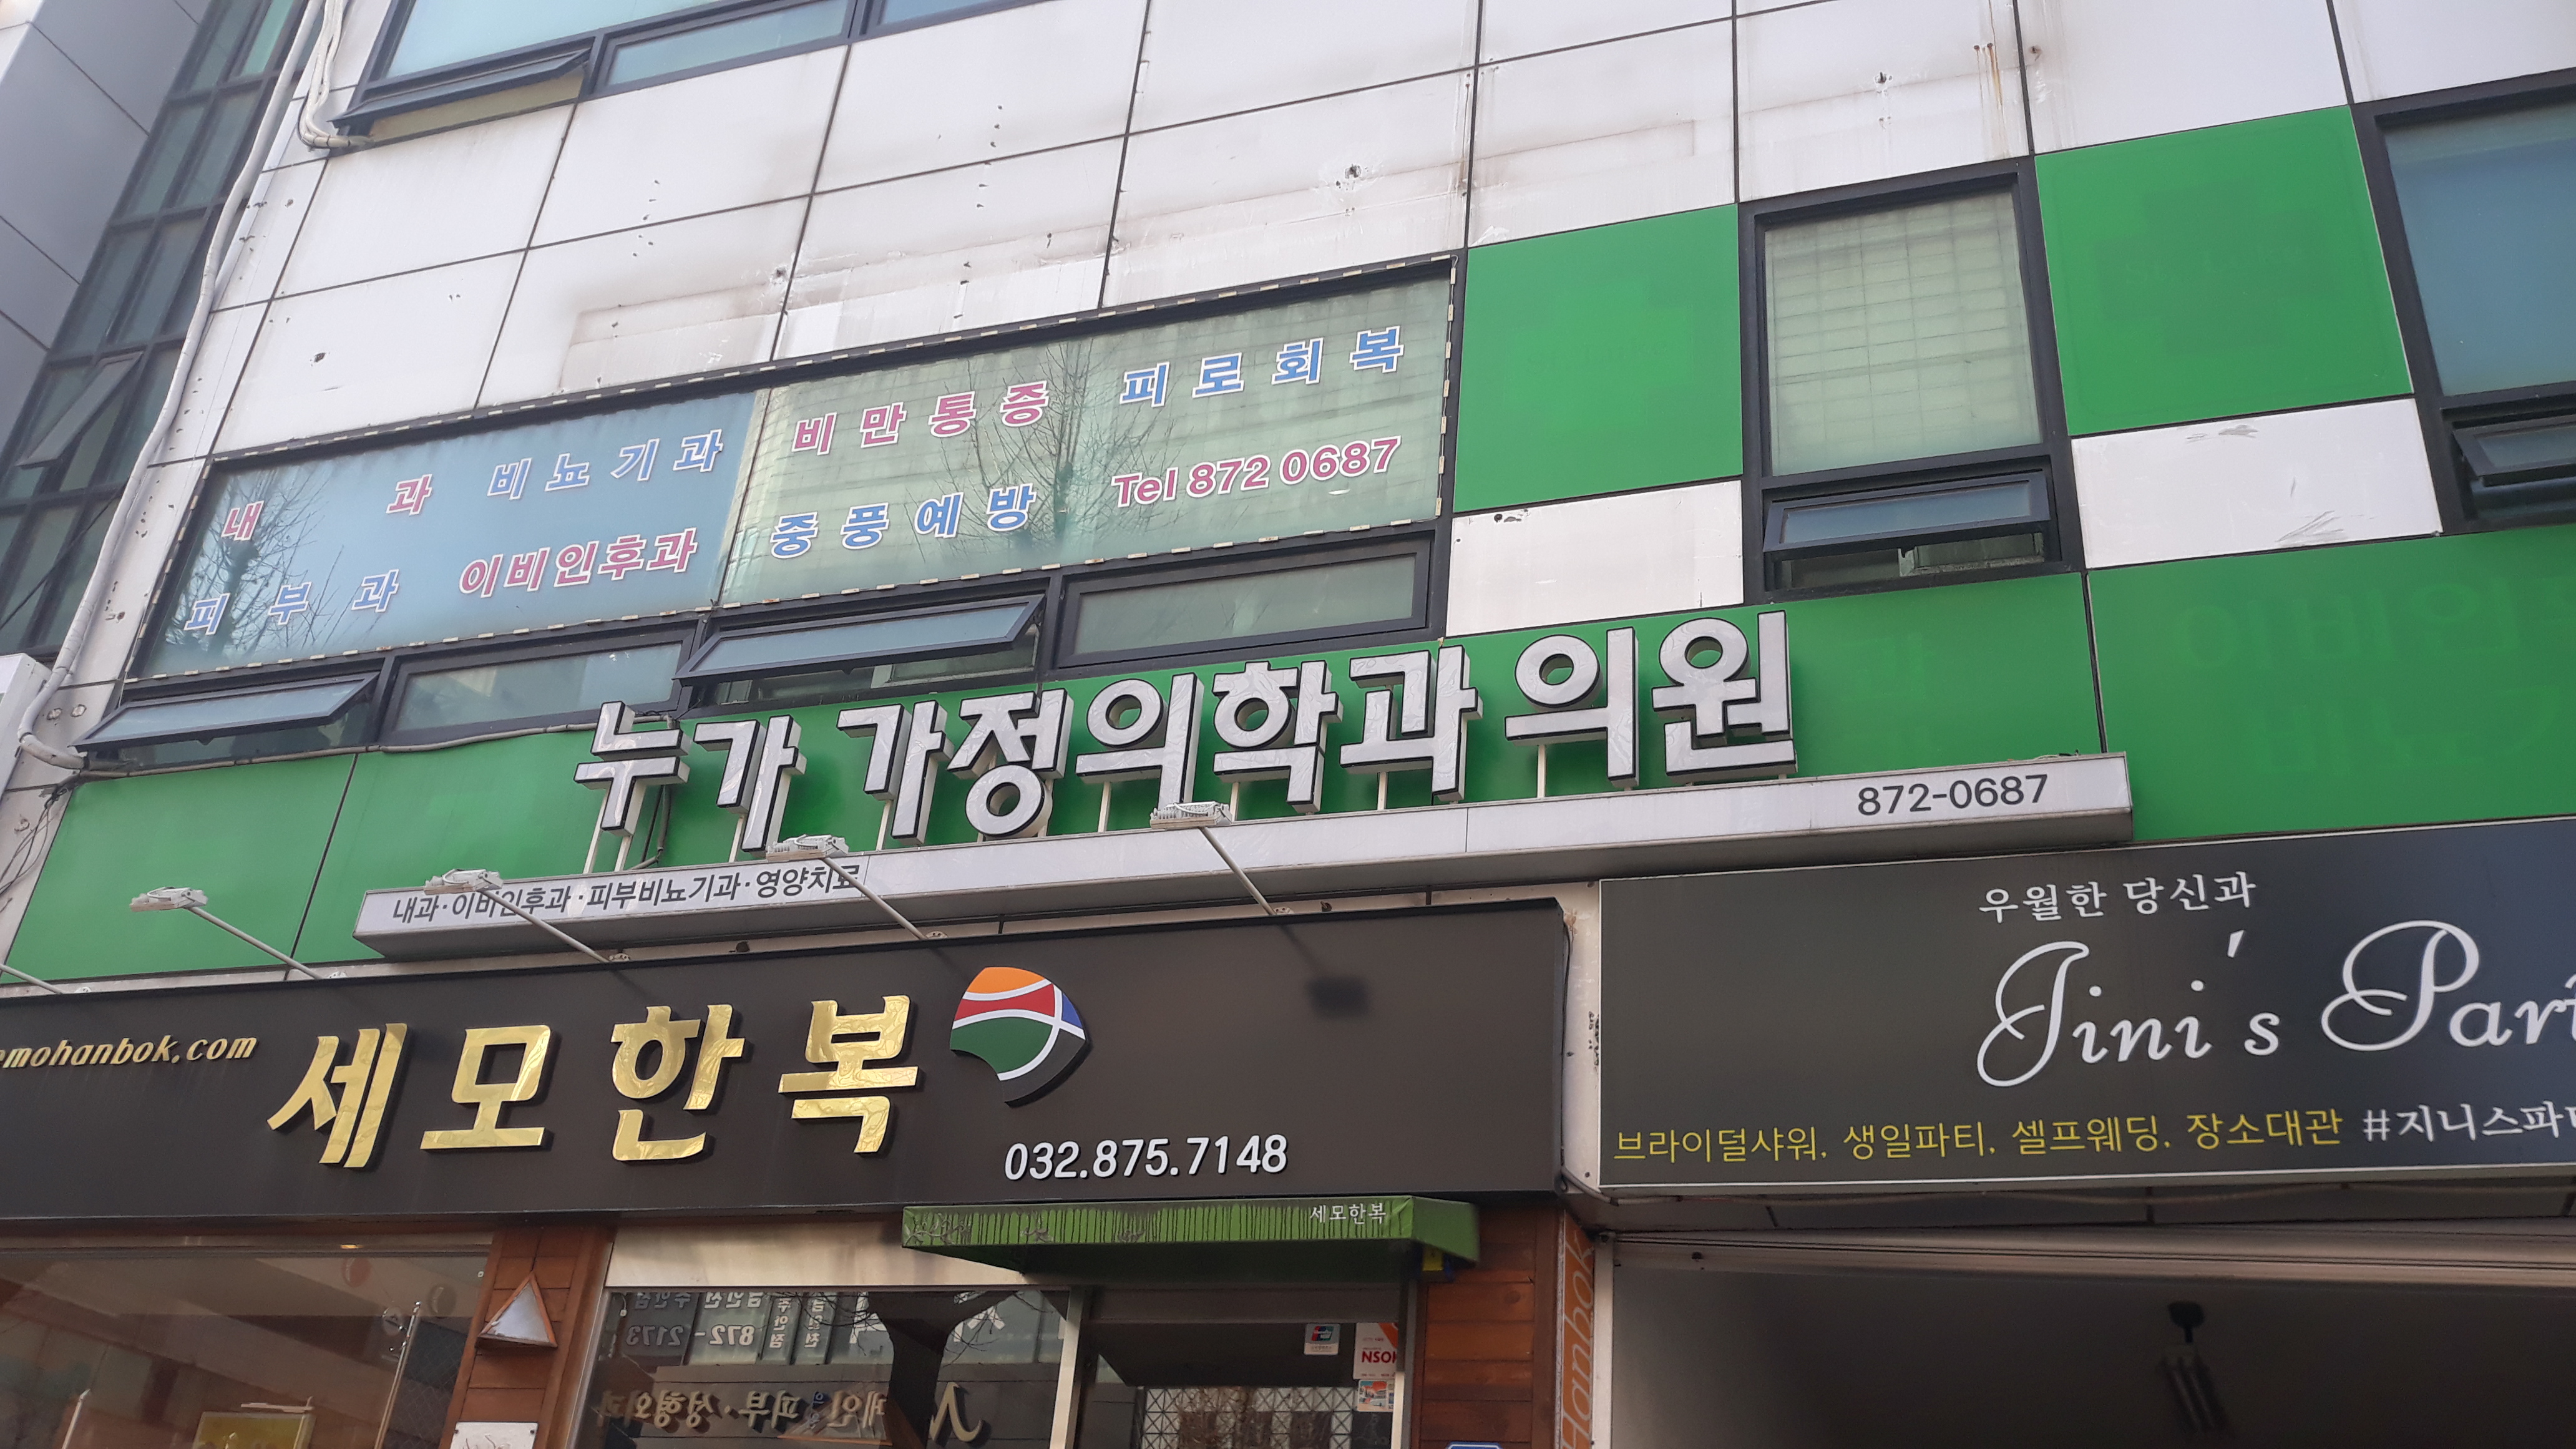 내 과 비뇨기과 비만통증 피로회복
피부과 이비인후과 중풍예방 Tel 872 0687
누가 가정의학과의원
872-0687
내과·이비인후과·피부비뇨기과·영양치료
emohanbok.com
세모한복
032.875.7148
세모한복
우월한 당신과
Jini's Part
브라이덜샤워, 생일파티, 셀프웨딩, 장소대관 #지니스파티
Hanbok
872-2173